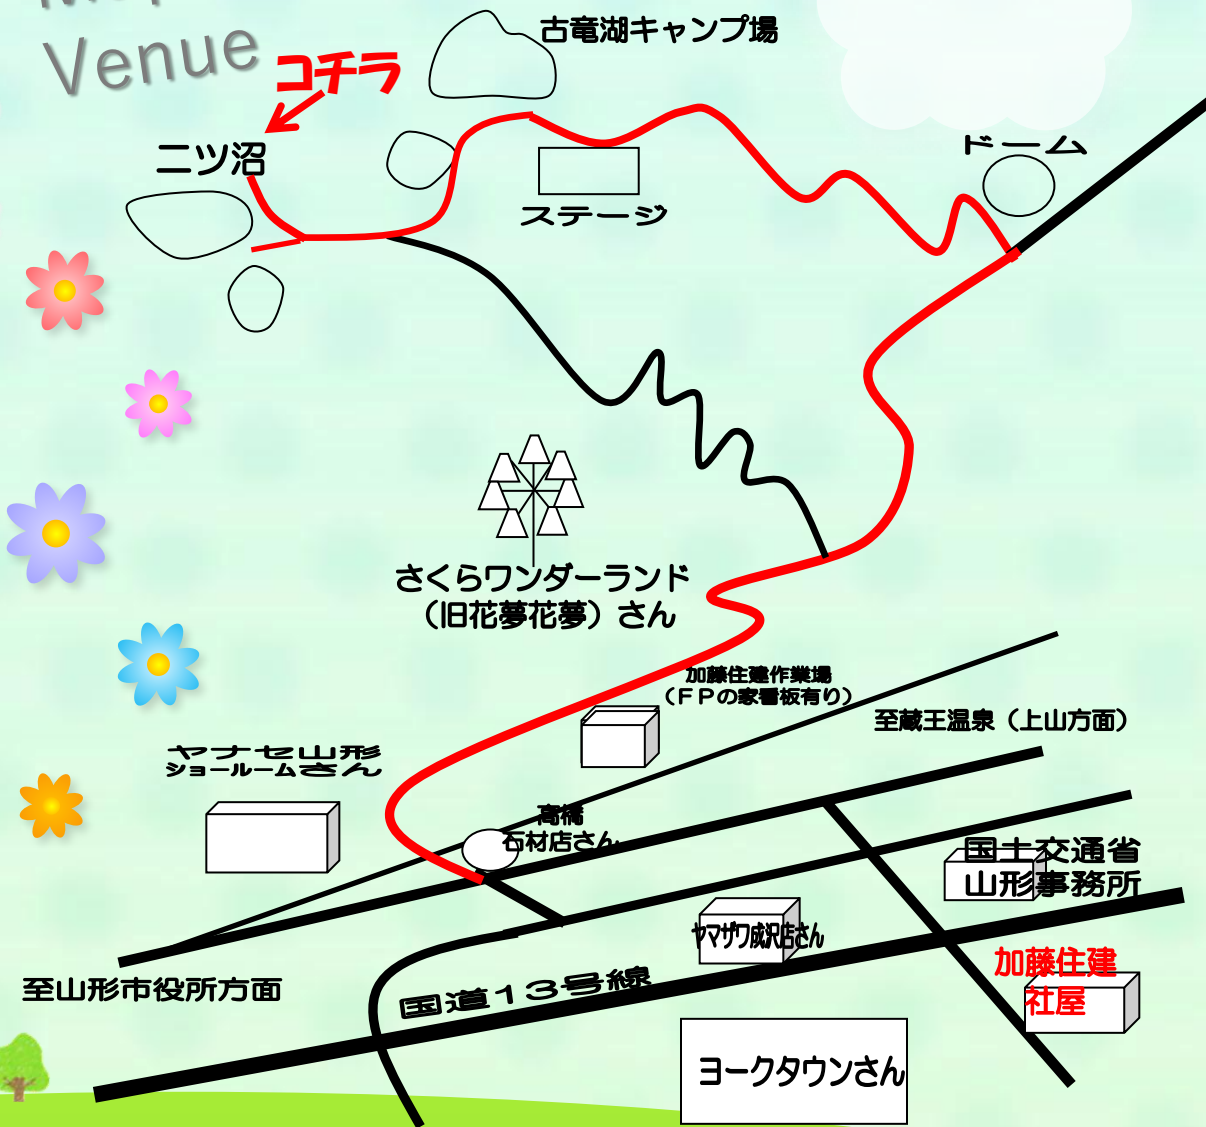 Venue
コチラ
古竜湖キャンプ場
二ツ沼
ドーム
ステージ
さくらワンダーランド
（旧花夢花夢）さん
加藤住建作業場
（ＦＰの家看板有り）
至蔵王温泉（上山方面）
ヤナセ山形
ショールームさん
高橋
石材店さん
国土交通省
山形事務所
ヤマザワ成沢店さん
加藤住建
社屋
至山形市役所方面
国道１３号線
ヨークタウンさん